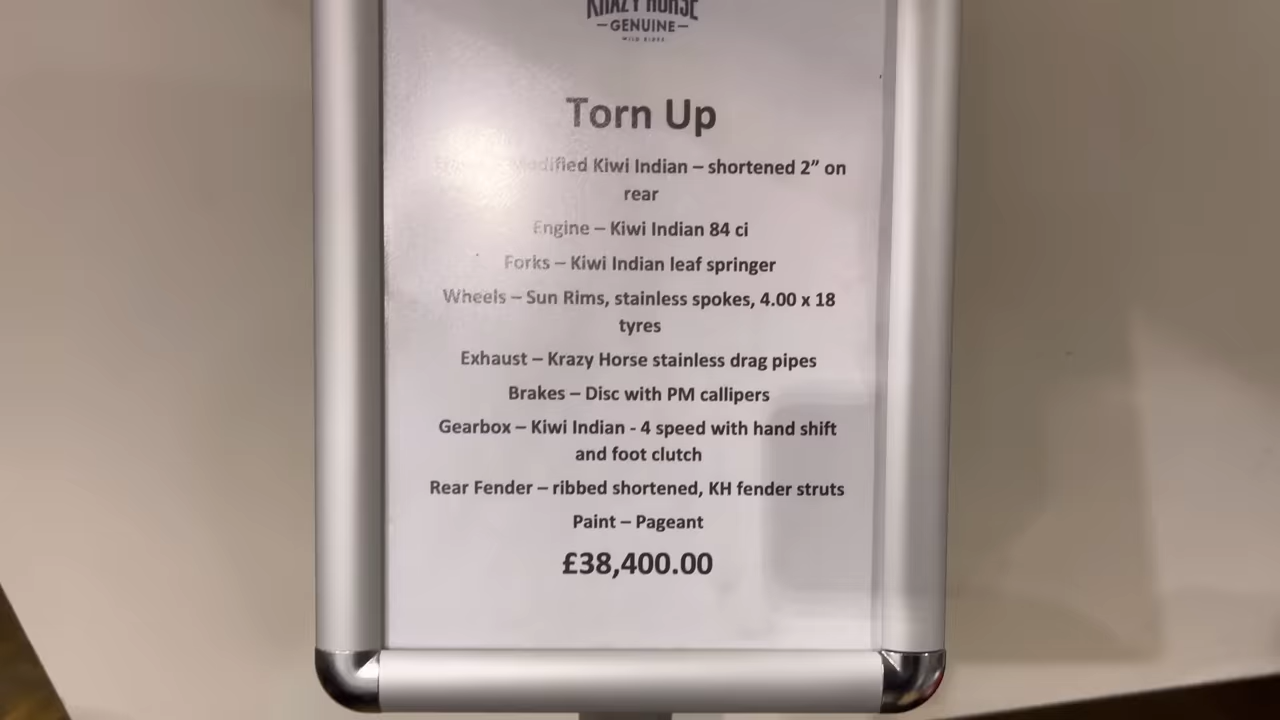 KRAZY HORSE
GENUINE
Torn Up
Modified Kiwi Indian – shortened 2” on
rear
Engine – Kiwi Indian 84 ci
Forks – Kiwi Indian leaf springer
Wheels – Sun Rims, stainless spokes, 4.00 x 18
tyres
Exhaust – Krazy Horse stainless drag pipes
Brakes – Disc with PM callipers
Gearbox – Kiwi Indian - 4 speed with hand shift
and foot clutch
Rear Fender – ribbed shortened, KH fender struts
Paint – Pageant
£38,400.00